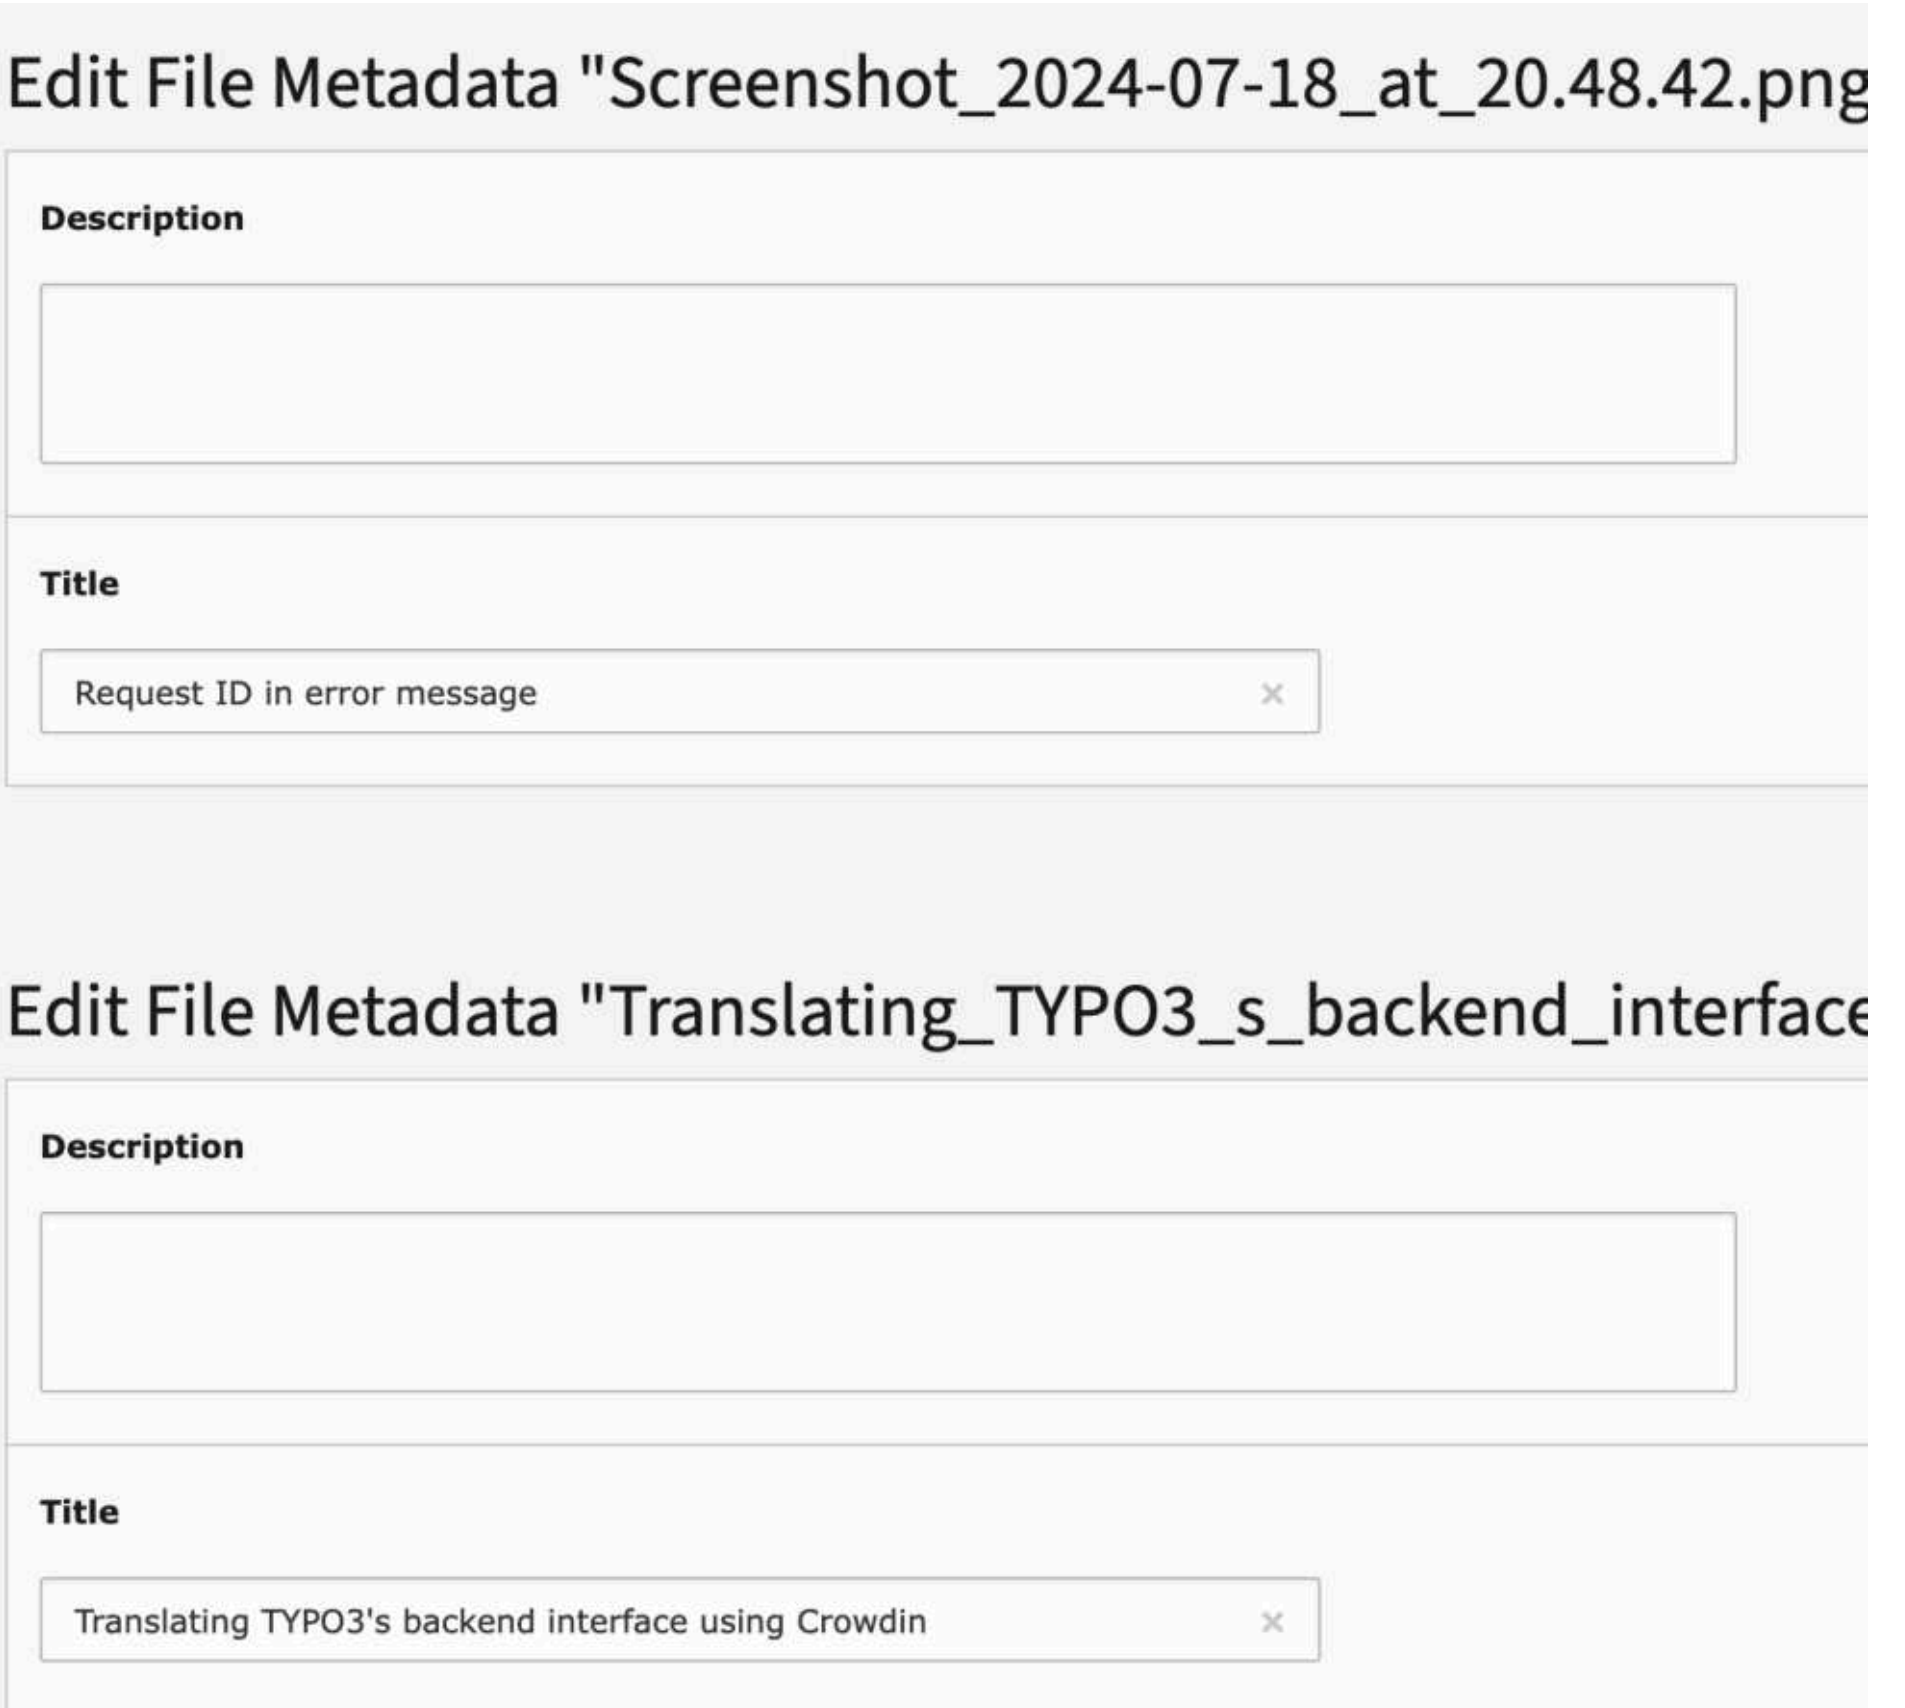 Edit File Metadata "Screenshot_2024-07-18_at_20.48.42.png
Description
Title
Request ID in error message
×
Edit File Metadata "Translating_TYPO3_s_backend_interface
Description
Title
Translating TYPO3's backend interface using Crowdin
×